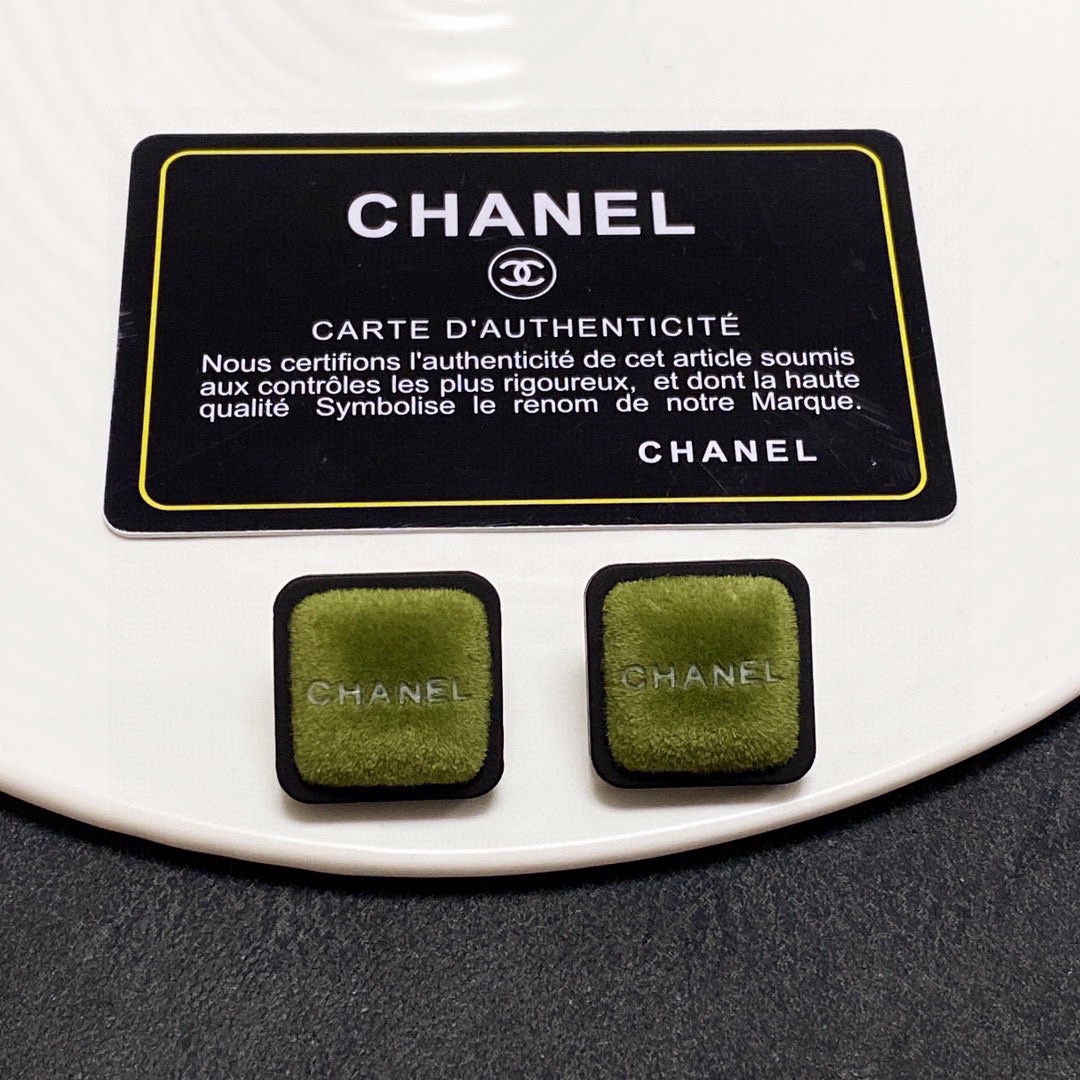 CHANEL
CARTE D'AUTHENTICITÉ
Nous certifions l'authenticité de cet article soumis
aux contrôles les plus rigoureux, et dont la haute
qualité Symbolise le renom de notre Marque.
CHANEL
CHANEL
CHANEL